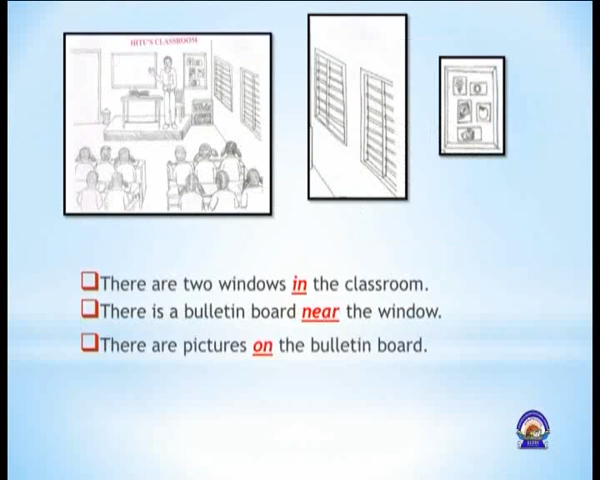 HITU'S CLASSROOM
There are two windows in the classroom.
There is a bulletin board near the window.
There are pictures on the bulletin board.